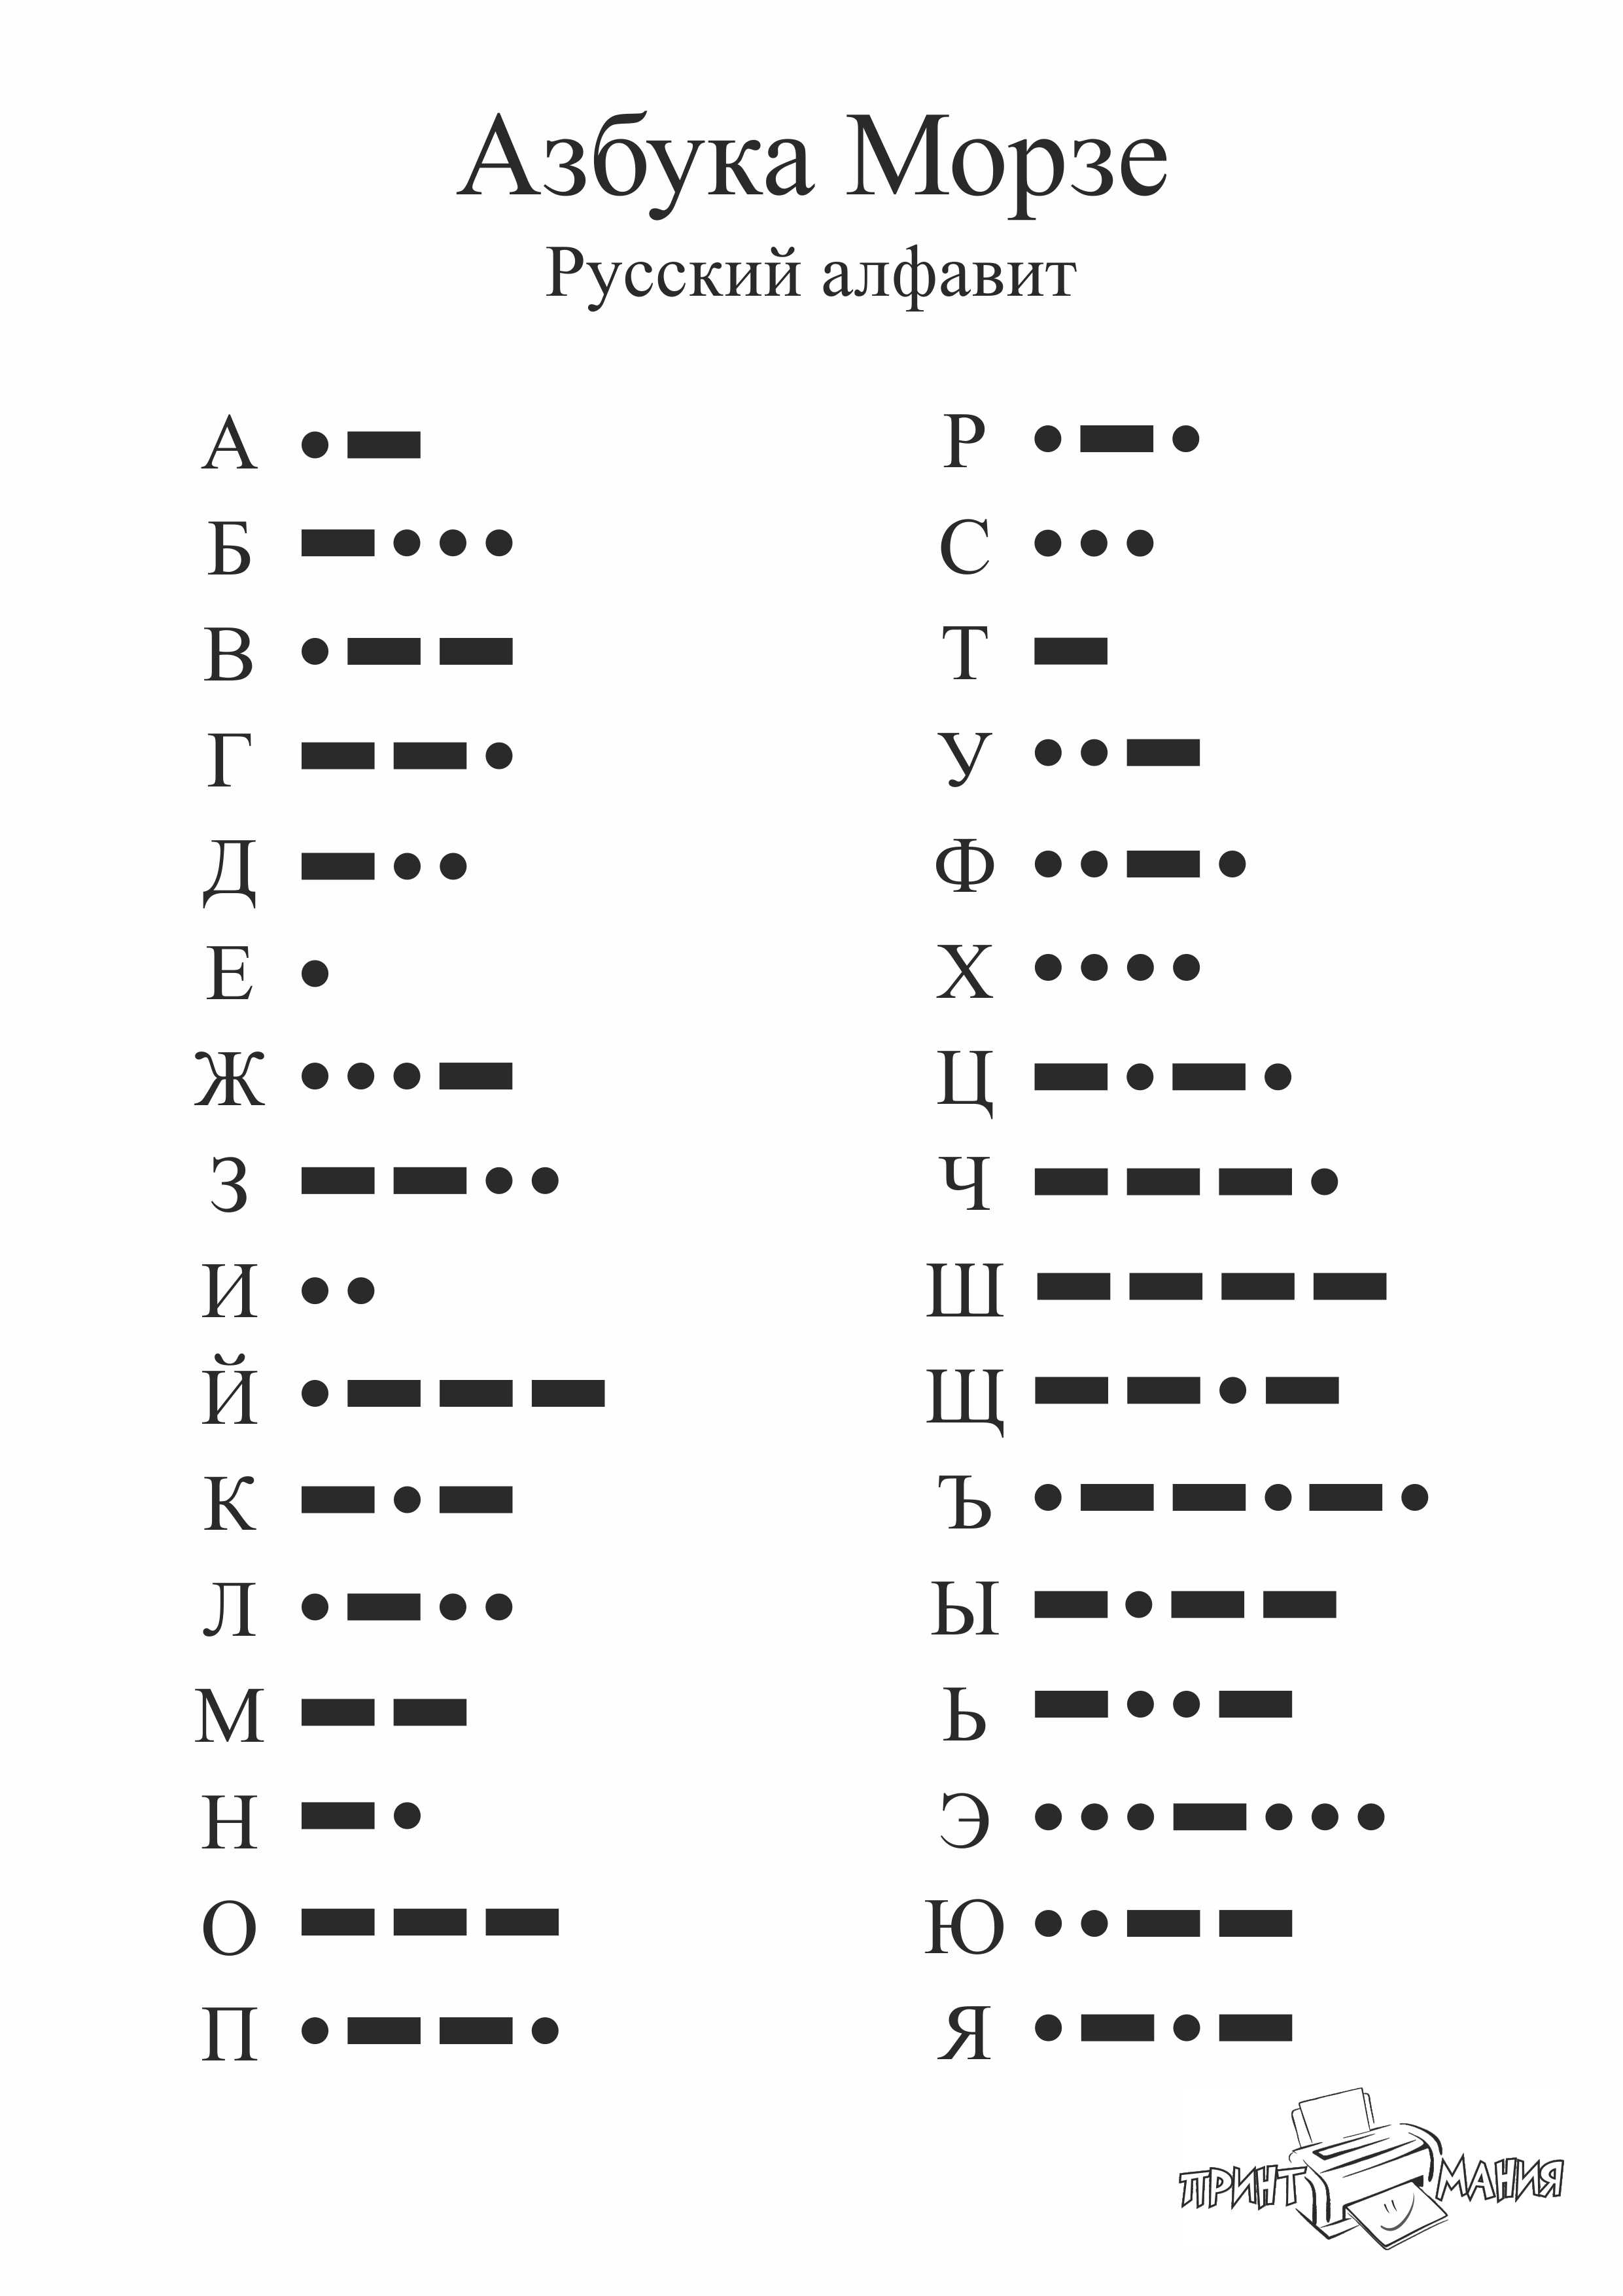 Азбука Морзе
Русский алфавит
А •—
Б —•••
В •——
Г ——•
Д —••
Е •
Ж •••—
З ——••
И ••
Й •———
К —•—
Л •—••
М ——
Н —•
О ———
П •——•
Р •—•
С •••
Т —
У ••—
Ф ••—•
Х ••••
Ц —•—•
Ч ———•
Ш ————
Щ ——•—
Ъ •——•—•
Ы —•——
Ь —••—
Э •••—•••
Ю ••——
Я •—•—
ПРИНТ МАНИЯ